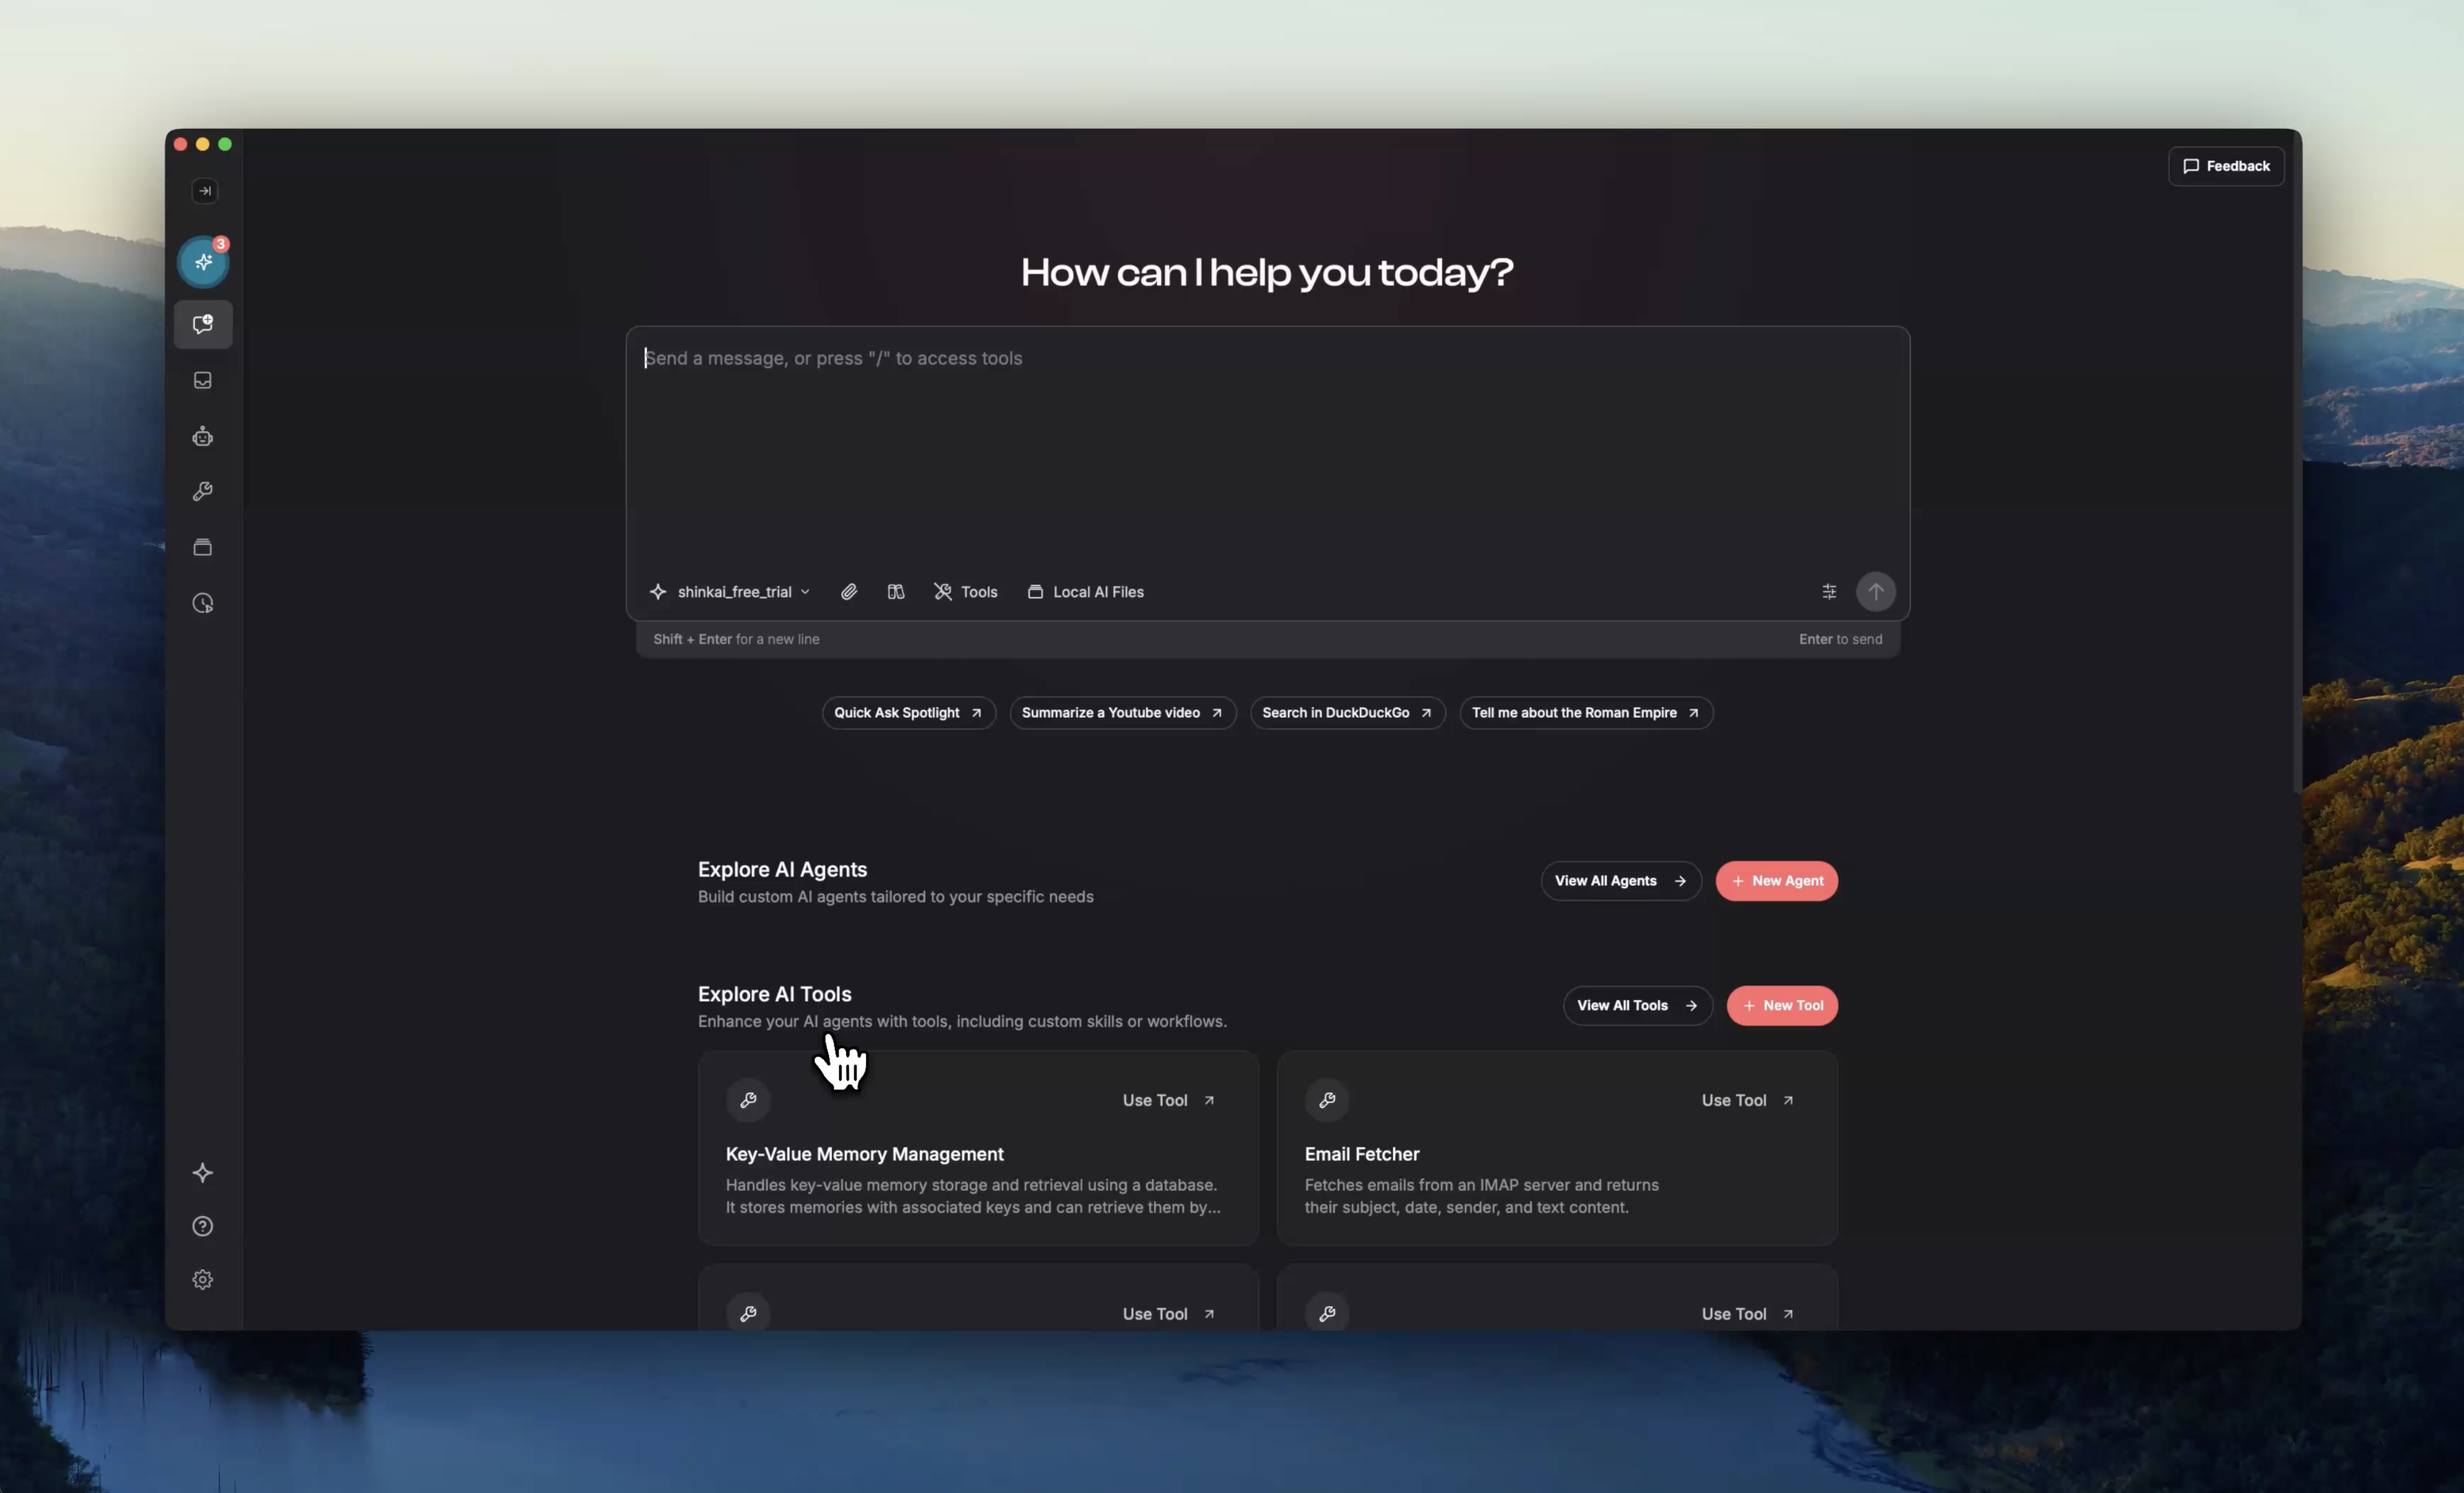 Feedback
3
How can I help you today?
Send a message, or press "/" to access tools
shinkai_free_trial
Tools
Local AI Files
Shift + Enter for a new line
Enter to send
Quick Ask Spotlight
Summarize a Youtube video
Search in DuckDuckGo
Tell me about the Roman Empire
Explore AI Agents
Build custom AI agents tailored to your specific needs
View All Agents
+ New Agent
Explore AI Tools
Enhance your AI agents with tools, including custom skills or workflows.
View All Tools
+ New Tool
Use Tool
Key-Value Memory Management
Handles key-value memory storage and retrieval using a database.
It stores memories with associated keys and can retrieve them by...
Use Tool
Email Fetcher
Fetches emails from an IMAP server and returns
their subject, date, sender, and text content.
Use Tool
Use Tool